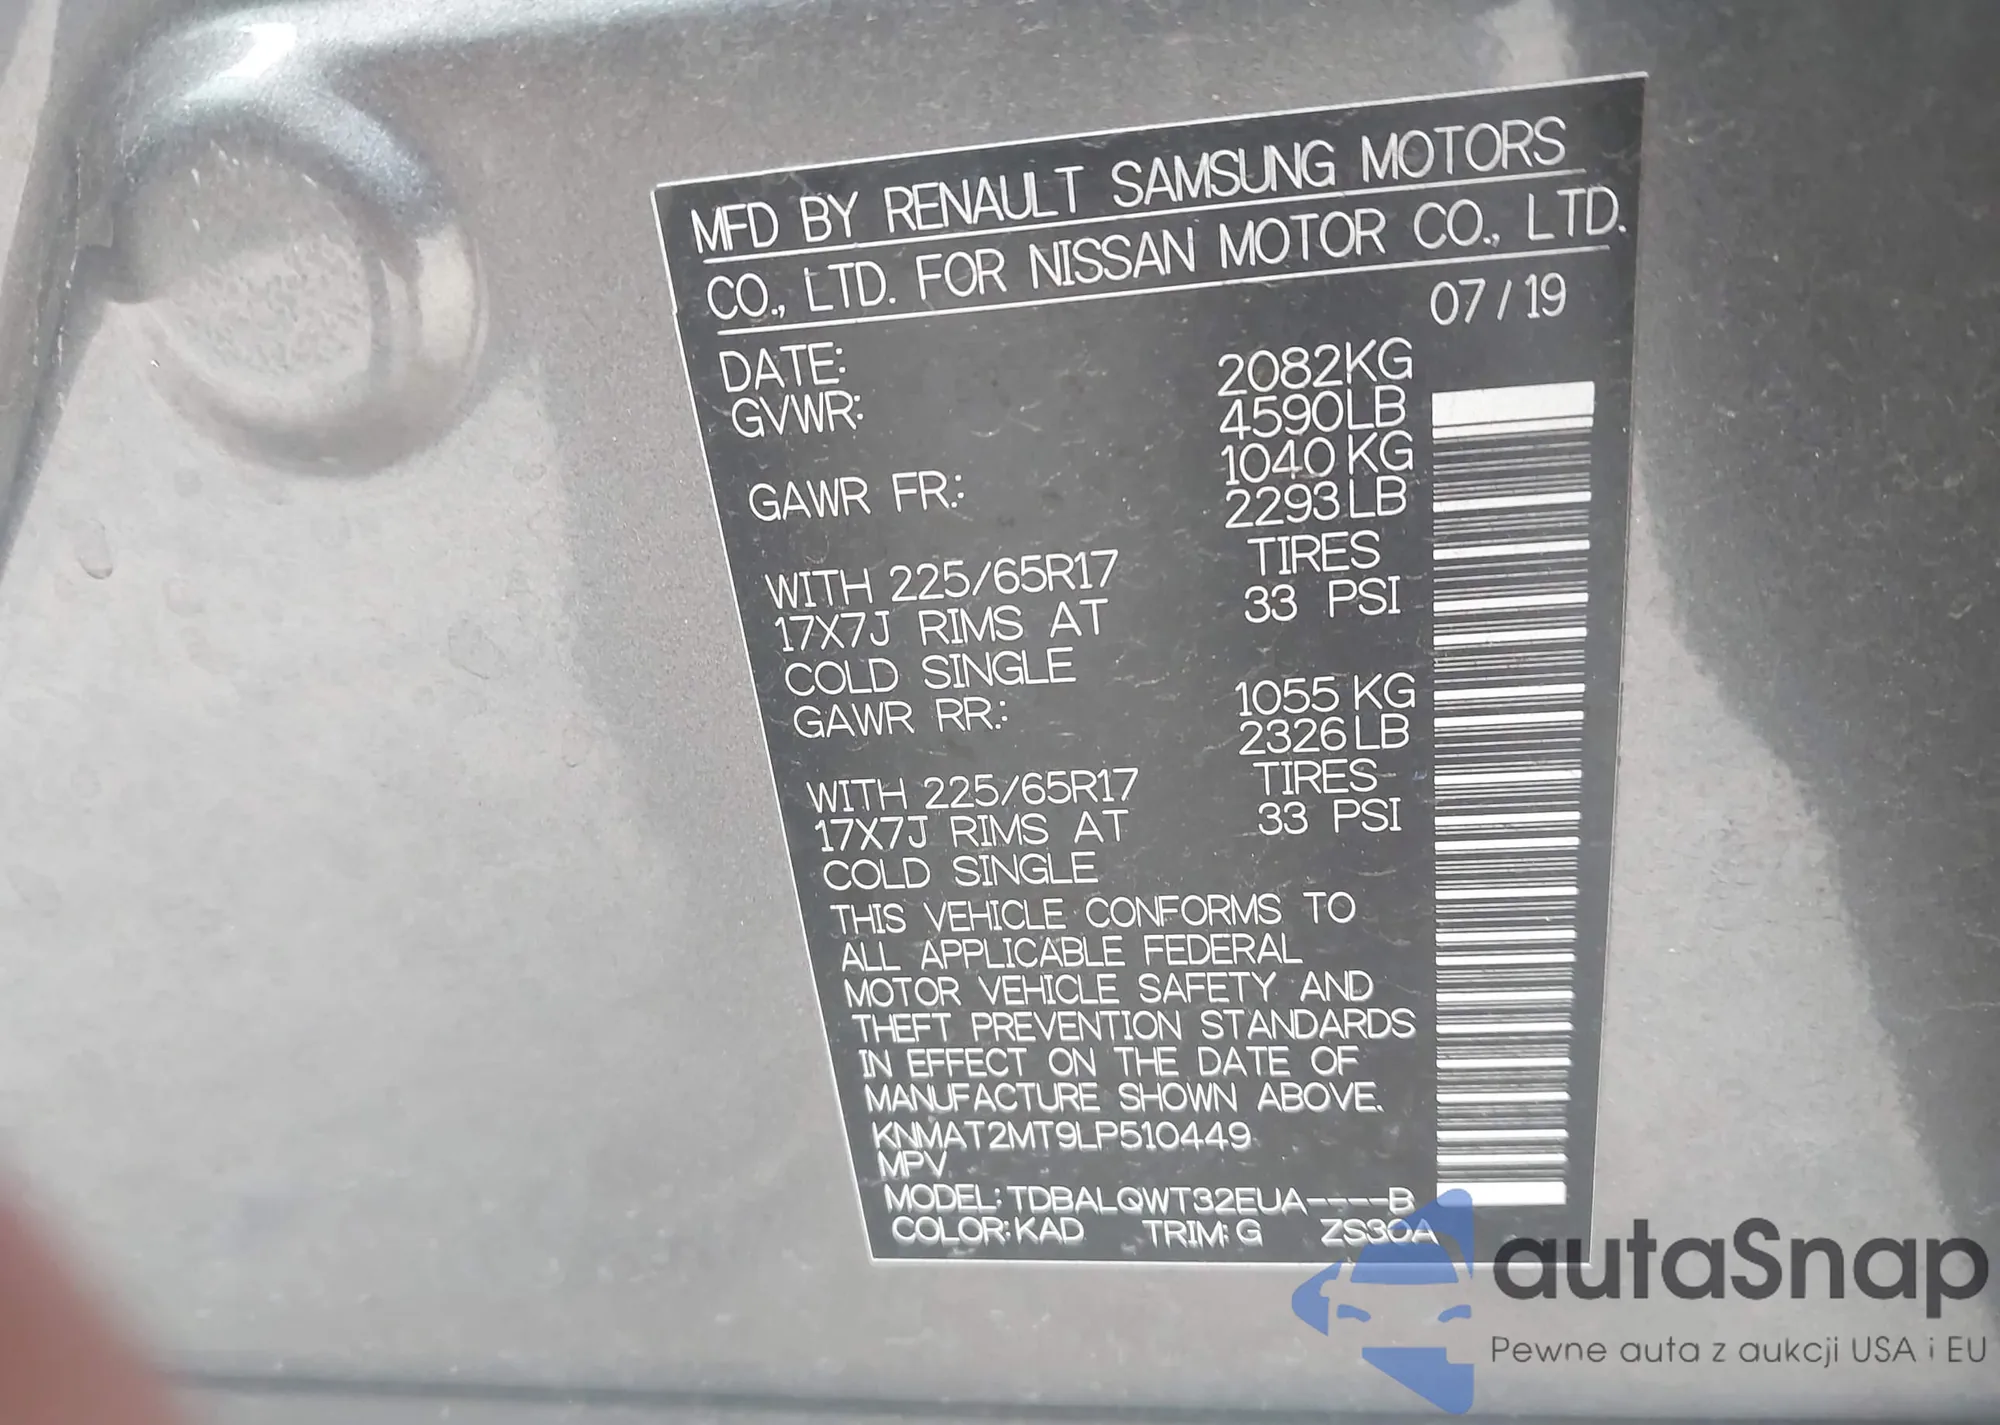 MFD BY RENAULT SAMSUNG MOTORS
CO., LTD. FOR NISSAN MOTOR CO., LTD.
07/19
DATE:
GVWR: 2082KG
4590LB
GAWR FR.: 1040 KG
2293LB
WITH 225/65R17 TIRES
17X7J RIMS AT 33 PSI
COLD SINGLE
GAWR RR.: 1055 KG
2326LB
WITH 225/65R17 TIRES
17X7J RIMS AT 33 PSI
COLD SINGLE
THIS VEHICLE CONFORMS TO
ALL APPLICABLE FEDERAL
MOTOR VEHICLE SAFETY AND
THEFT PREVENTION STANDARDS
IN EFFECT ON THE DATE OF
MANUFACTURE SHOWN ABOVE.
KNMAT2MT9LP510449
MPV
MODEL: TDBALQWT32EUA----B
COLOR: KAD TRIM: G ZS30A
autaSnap
Pewne auta z aukcji USA i EU